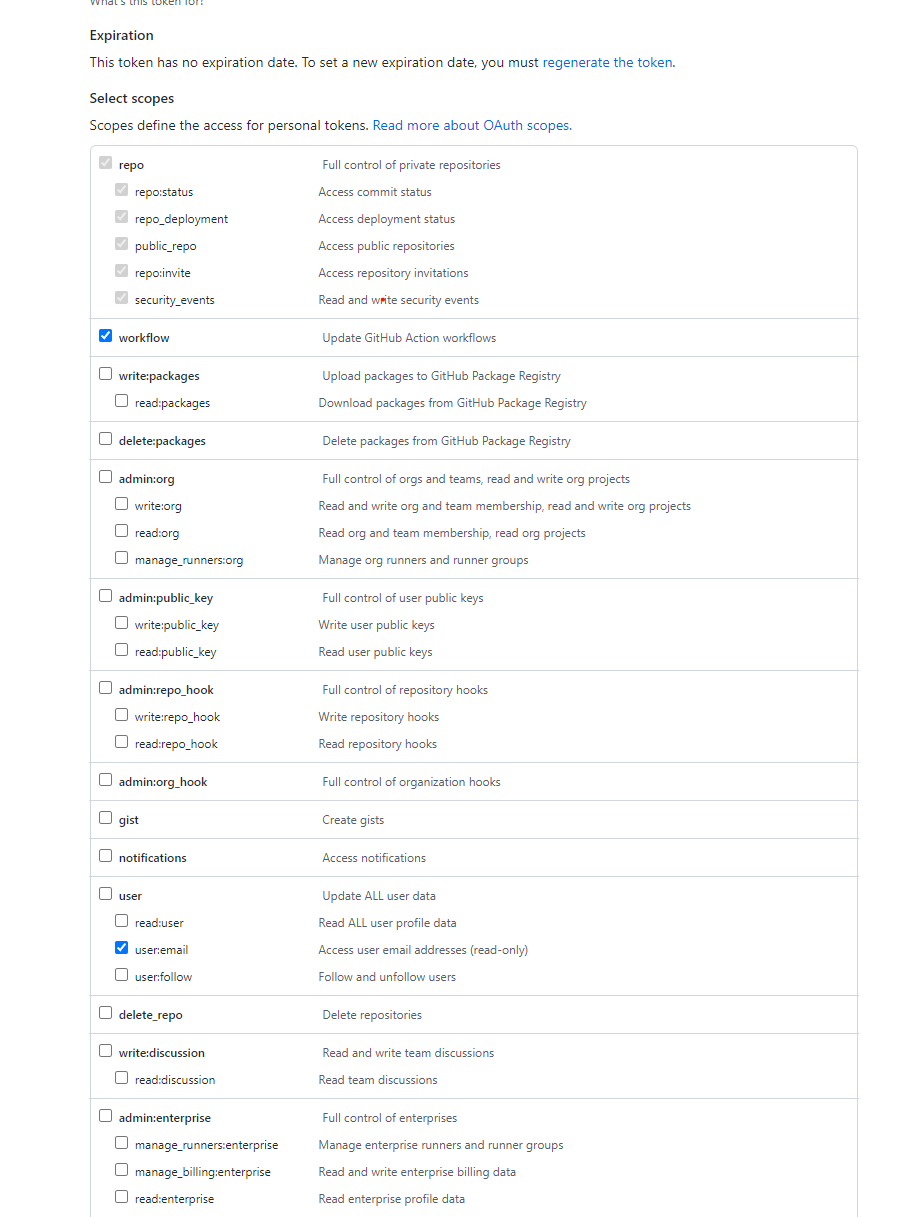 What's this token for?
Expiration
This token has no expiration date. To set a new expiration date, you must regenerate the token.
Select scopes
Scopes define the access for personal tokens. Read more about OAuth scopes.
repo Full control of private repositories
repo:status Access commit status
repo_deployment Access deployment status
public_repo Access public repositories
repo:invite Access repository invitations
security_events Read and write security events
workflow Update GitHub Action workflows
write:packages Upload packages to GitHub Package Registry
read:packages Download packages from GitHub Package Registry
delete:packages Delete packages from GitHub Package Registry
admin:org Full control of orgs and teams, read and write org projects
write:org Read and write org and team membership, read and write org projects
read:org Read org and team membership, read org projects
manage_runners:org Manage org runners and runner groups
admin:public_key Full control of user public keys
write:public_key Write user public keys
read:public_key Read user public keys
admin:repo_hook Full control of repository hooks
write:repo_hook Write repository hooks
read:repo_hook Read repository hooks
admin:org_hook Full control of organization hooks
gist Create gists
notifications Access notifications
user Update ALL user data
read:user Read ALL user profile data
user:email Access user email addresses (read-only)
user:follow Follow and unfollow users
delete_repo Delete repositories
write:discussion Read and write team discussions
read:discussion Read team discussions
admin:enterprise Full control of enterprises
manage_runners:enterprise Manage enterprise runners and runner groups
manage_billing:enterprise Read and write enterprise billing data
read:enterprise Read enterprise profile data